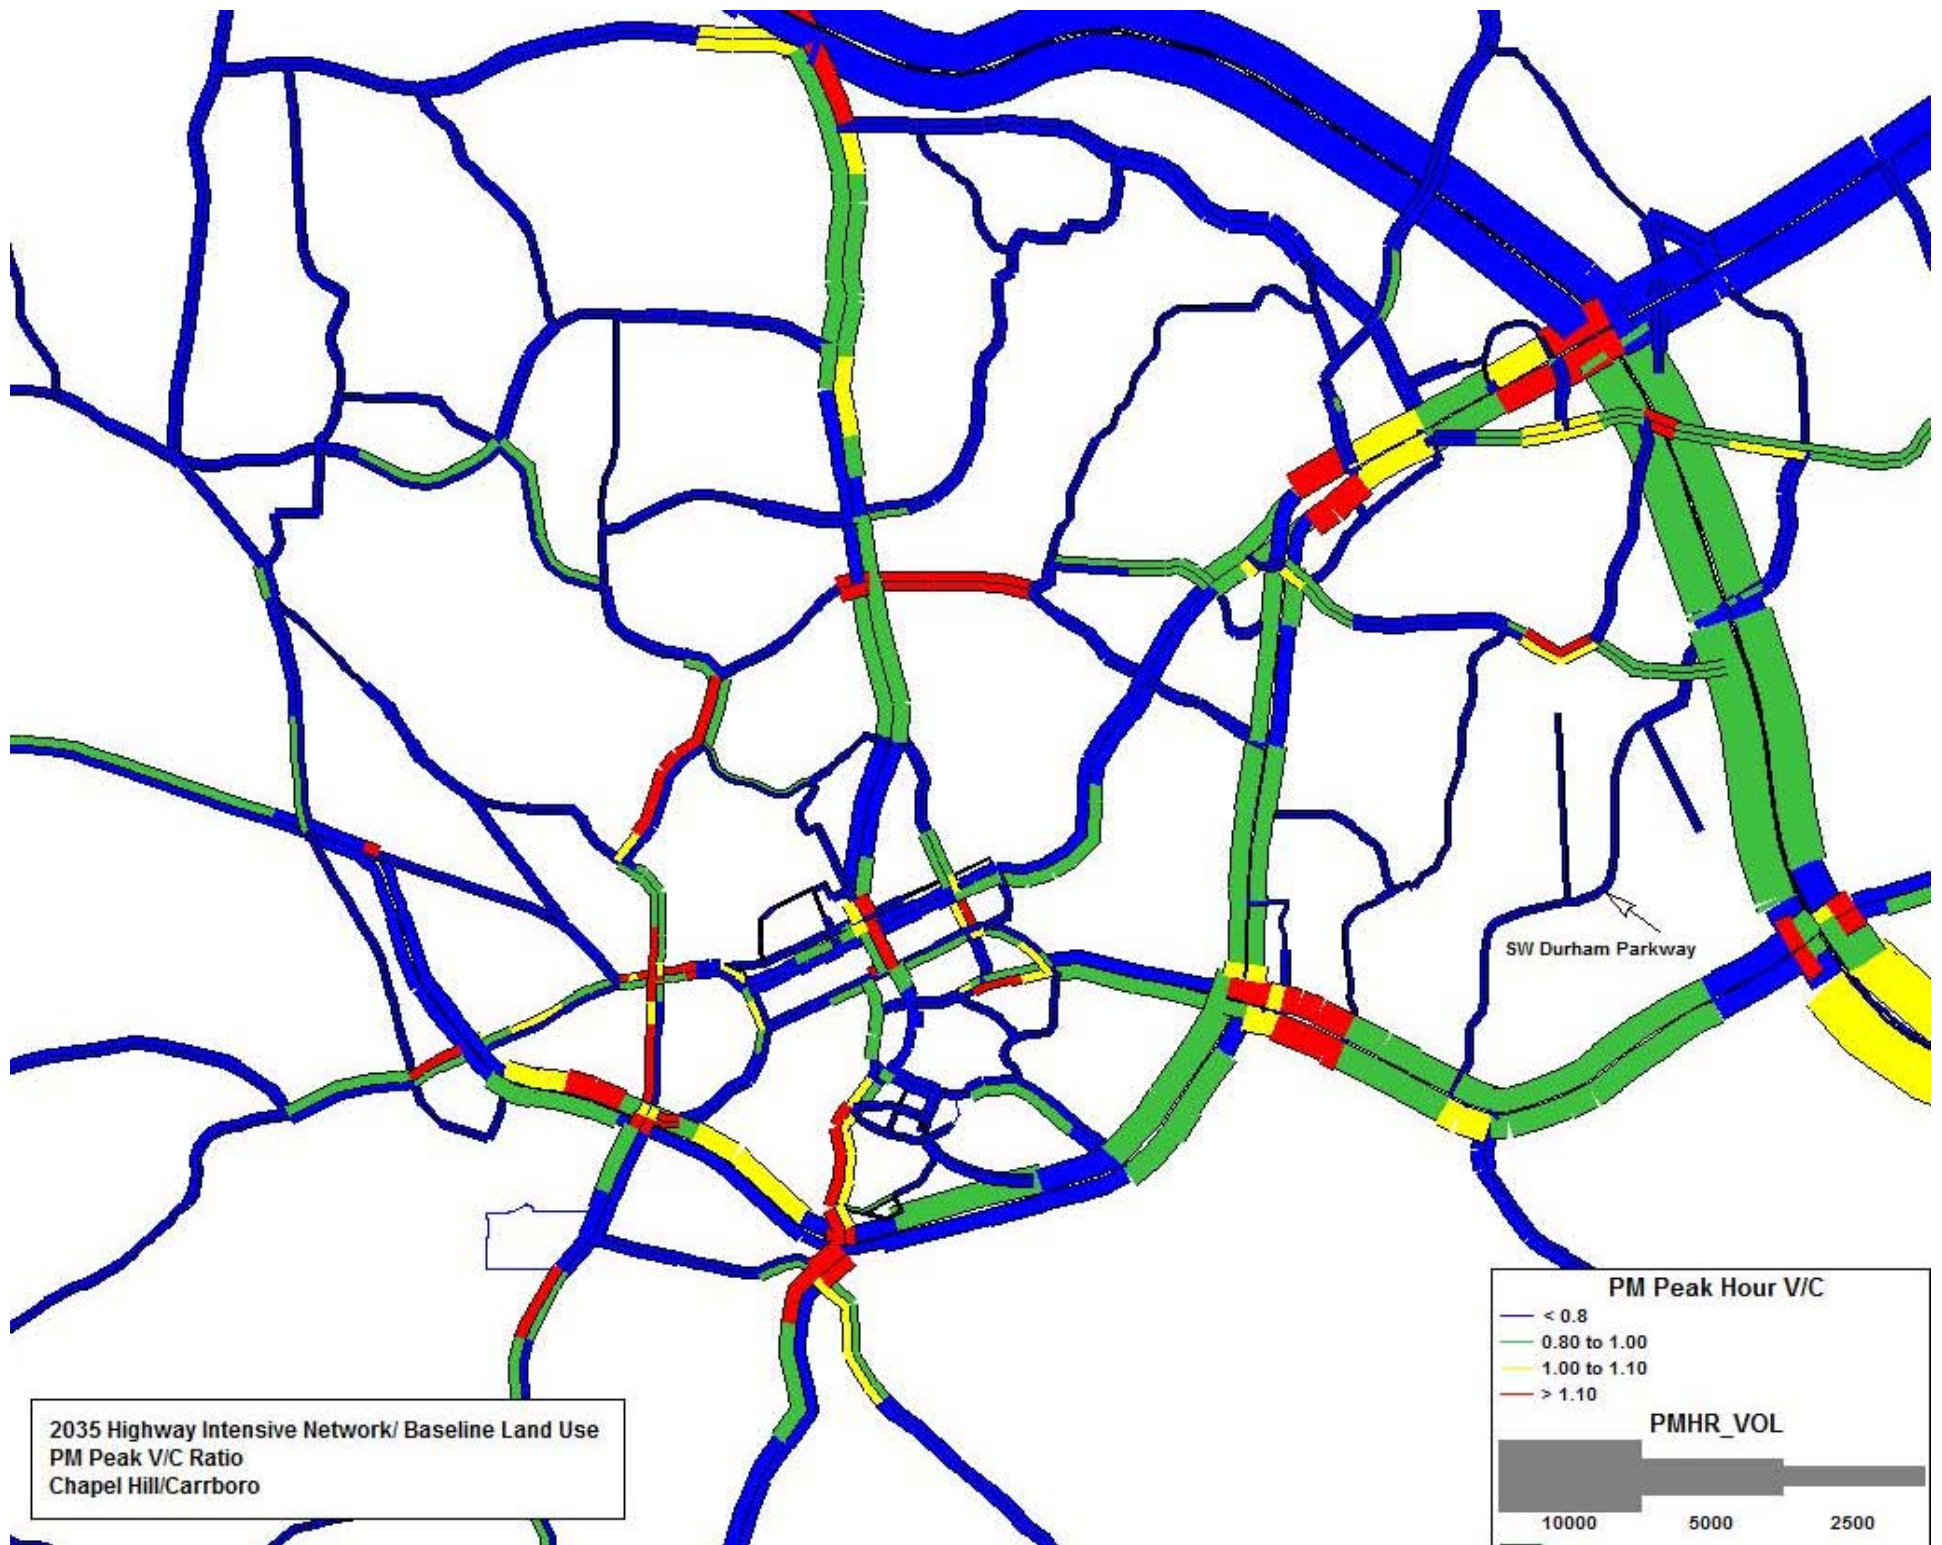 SW Durham Parkway
2035 Highway Intensive Network/ Baseline Land Use
PM Peak V/C Ratio
Chapel Hill/Carrboro
PM Peak Hour V/C
< 0.8
0.80 to 1.00
1.00 to 1.10
> 1.10
PMHR_VOL
10000 5000 2500